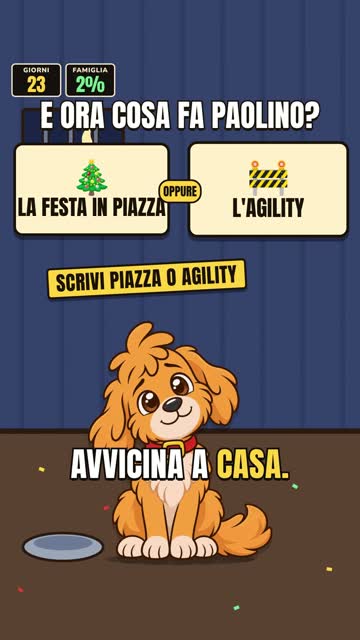 GIORNI
23
FAMIGLIA
2%
E ORA COSA FA PAOLINO?
LA FESTA IN PIAZZA
OPPURE
L'AGILITY
SCRIVI PIAZZA O AGILITY
AVVICINA A CASA.